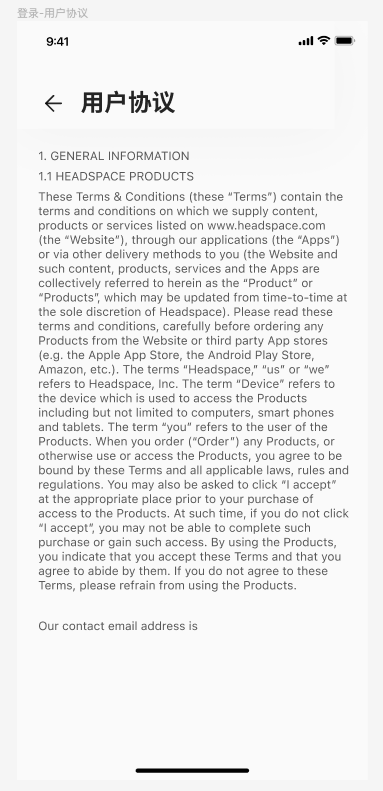 登录-用户协议
9:41
用户协议
1. GENERAL INFORMATION
1.1 HEADSPACE PRODUCTS
These Terms & Conditions (these “Terms”) contain the
terms and conditions on which we supply content,
products or services listed on www.headspace.com
(the “Website”), through our applications (the “Apps”)
or via other delivery methods to you (the Website and
such content, products, services and the Apps are
collectively referred to herein as the “Product” or
“Products”, which may be updated from time-to-time at
the sole discretion of Headspace). Please read these
terms and conditions, carefully before ordering any
Products from the Website or third party App stores
(e.g. the Apple App Store, the Android Play Store,
Amazon, etc.). The terms “Headspace,” “us” or “we”
refers to Headspace, Inc. The term “Device” refers to
the device which is used to access the Products
including but not limited to computers, smart phones
and tablets. The term “you” refers to the user of the
Products. When you order (“Order”) any Products, or
otherwise use or access the Products, you agree to be
bound by these Terms and all applicable laws, rules and
regulations. You may also be asked to click “I accept”
at the appropriate place prior to your purchase of
access to the Products. At such time, if you do not click
“I accept”, you may not be able to complete such
purchase or gain such access. By using the Products,
you indicate that you accept these Terms and that you
agree to abide by them. If you do not agree to these
Terms, please refrain from using the Products.
Our contact email address is